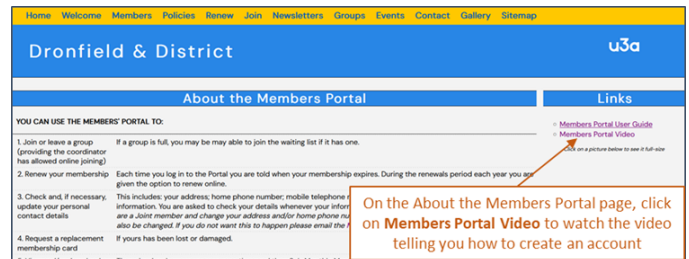 Home Welcome Members Policies Renew Join Newsletters Groups Events Contact Gallery Sitemap
Dronfield & District
u3a
About the Members Portal
Links
YOU CAN USE THE MEMBERS' PORTAL TO:
Members Portal User Guide
Members Portal Video
Click on a picture below to see it full-size
1. Join or leave a group
(providing the coordinator
has allowed online joining)
If a group is full, you may be may able to join the waiting list if it has one.
2. Renew your membership
Each time you log in to the Portal you are told when your membership expires. During the renewals period each year you are
given the option to renew online.
3. Check and, if necessary,
update your personal
contact details
This includes: your address; home phone number; mobile telephone
information. You are asked to check your details whenever your
are a Joint member and change your address and/or home phone
also be changed. If you do not want this to happen please email the
4. Request a replacement
membership card
If yours has been lost or damaged.
On the About the Members Portal page, click
on Members Portal Video to watch the video
telling you how to create an account